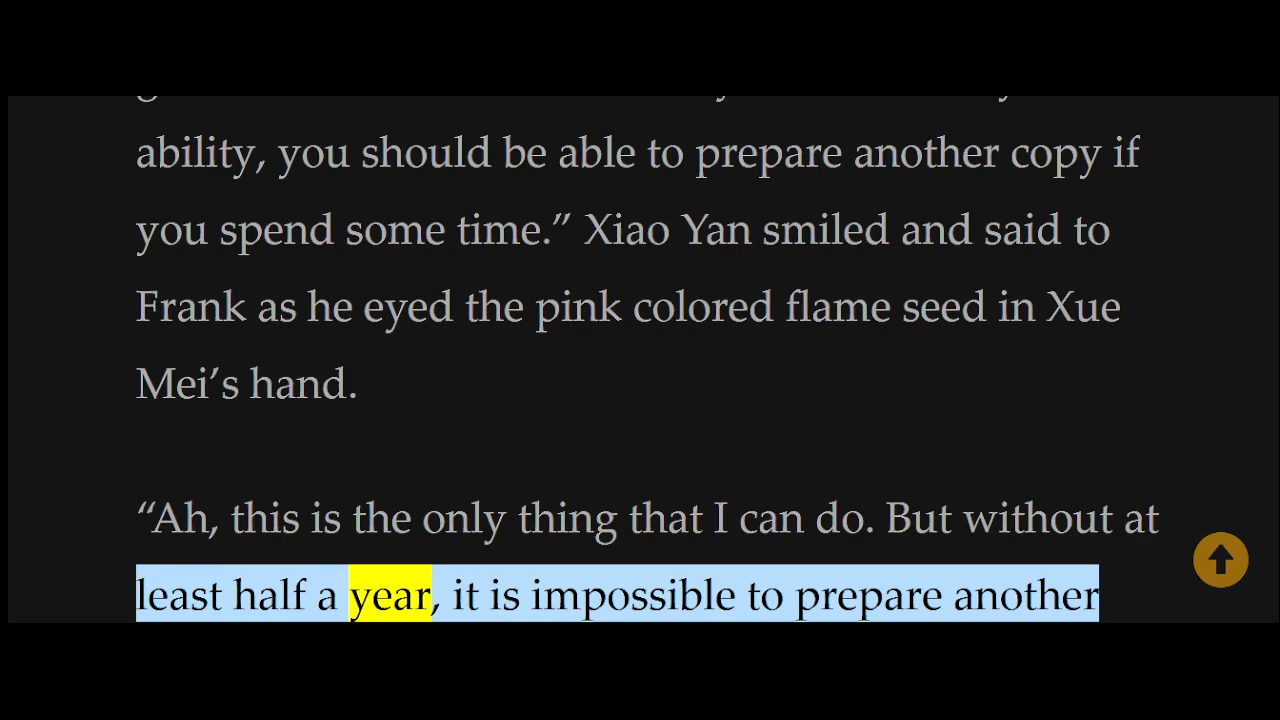 ability, you should be able to prepare another copy if
you spend some time.” Xiao Yan smiled and said to
Frank as he eyed the pink colored flame seed in Xue
Mei’s hand.
“Ah, this is the only thing that I can do. But without at
least half a year, it is impossible to prepare another